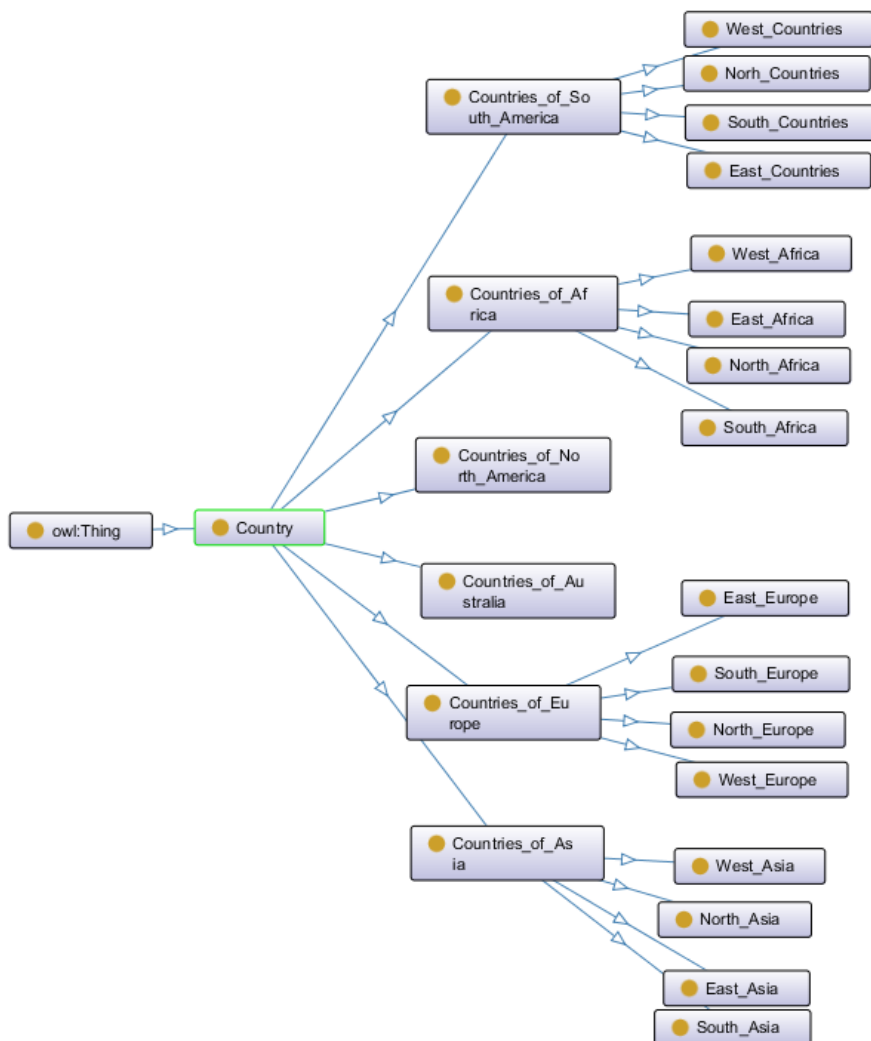 West_Countries
Norh_Countries
Countries_of_So
uth_America
South_Countries
East_Countries
West_Africa
Countries_of_Af
rica
East_Africa
North_Africa
South_Africa
Countries_of_No
rth_America
owl:Thing
Country
Countries_of_Au
stralia
East_Europe
South_Europe
Countries_of_Eu
rope
North_Europe
West_Europe
Countries_of_As
ia
West_Asia
North_Asia
East_Asia
South_Asia